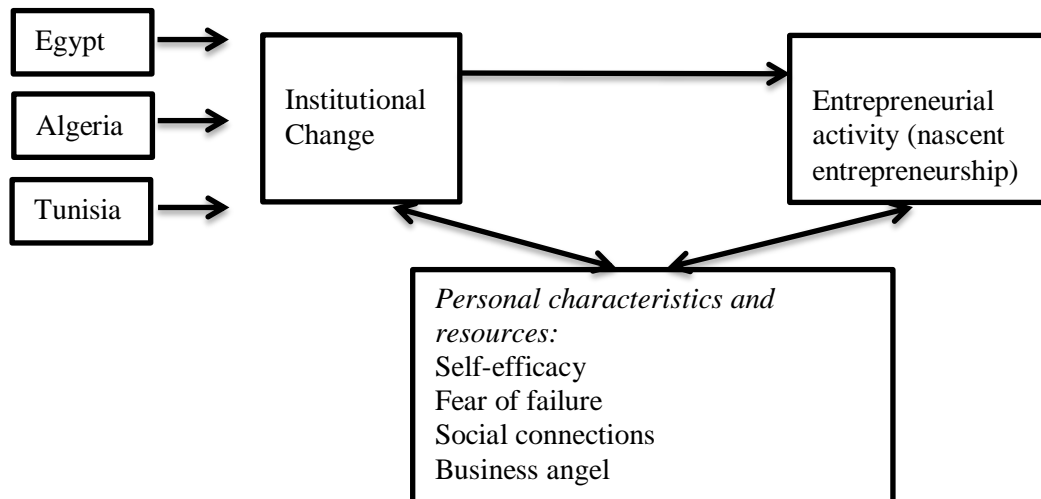 Egypt
Algeria
Tunisia
Institutional
Change
Entrepreneurial
activity (nascent
entrepreneurship)
Personal characteristics and
resources:
Self-efficacy
Fear of failure
Social connections
Business angel